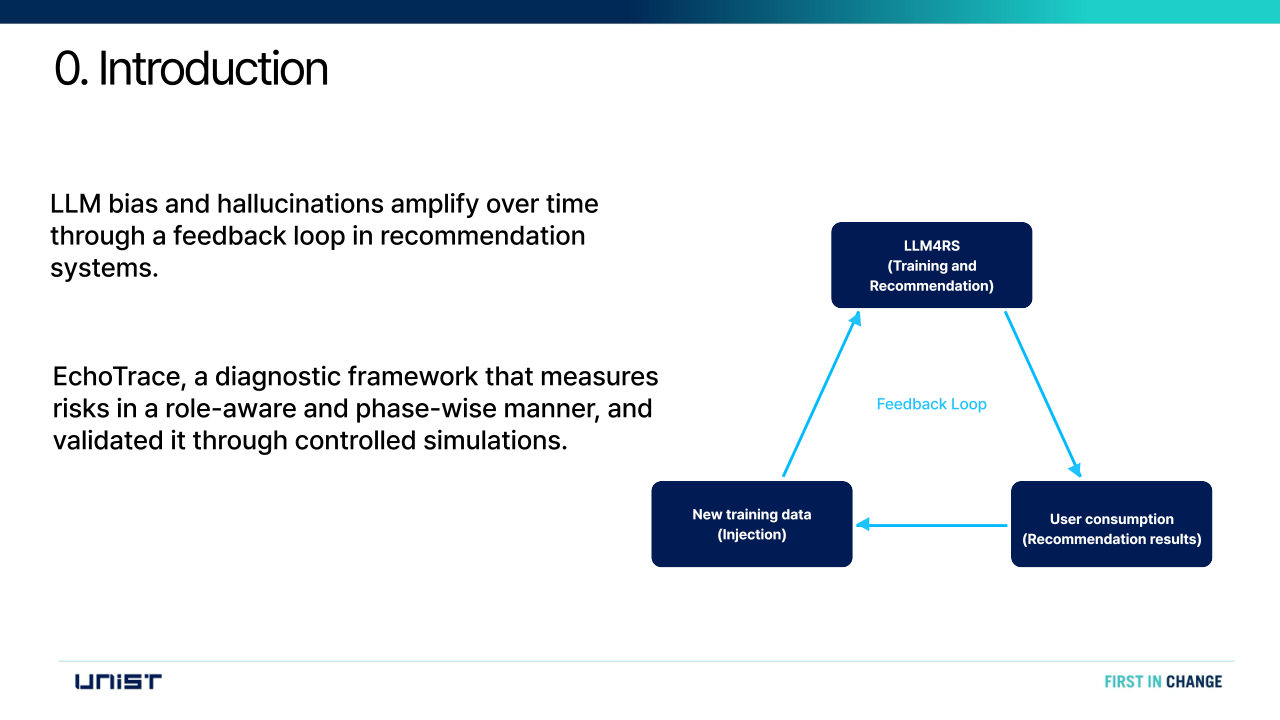 0. Introduction
LLM bias and hallucinations amplify over time
through a feedback loop in recommendation
systems.
EchoTrace, a diagnostic framework that measures
risks in a role-aware and phase-wise manner, and
validated it through controlled simulations.
LLM4RS
(Training and
Recommendation)
Feedback Loop
New training data
(Injection)
User consumption
(Recommendation results)
UNIST
FIRST IN CHANGE